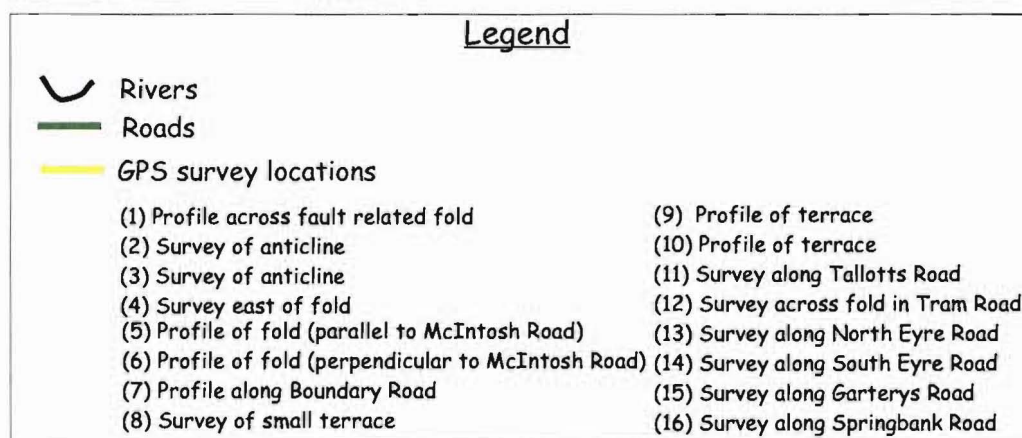 Legend
Rivers
Roads
GPS survey locations
(1) Profile across fault related fold
(2) Survey of anticline
(3) Survey of anticline
(4) Survey east of fold
(5) Profile of fold (parallel to McIntosh Road)
(6) Profile of fold (perpendicular to McIntosh Road)
(7) Profile along Boundary Road
(8) Survey of small terrace
(9) Profile of terrace
(10) Profile of terrace
(11) Survey along Tallotts Road
(12) Survey across fold in Tram Road
(13) Survey along North Eyre Road
(14) Survey along South Eyre Road
(15) Survey along Garterys Road
(16) Survey along Springbank Road